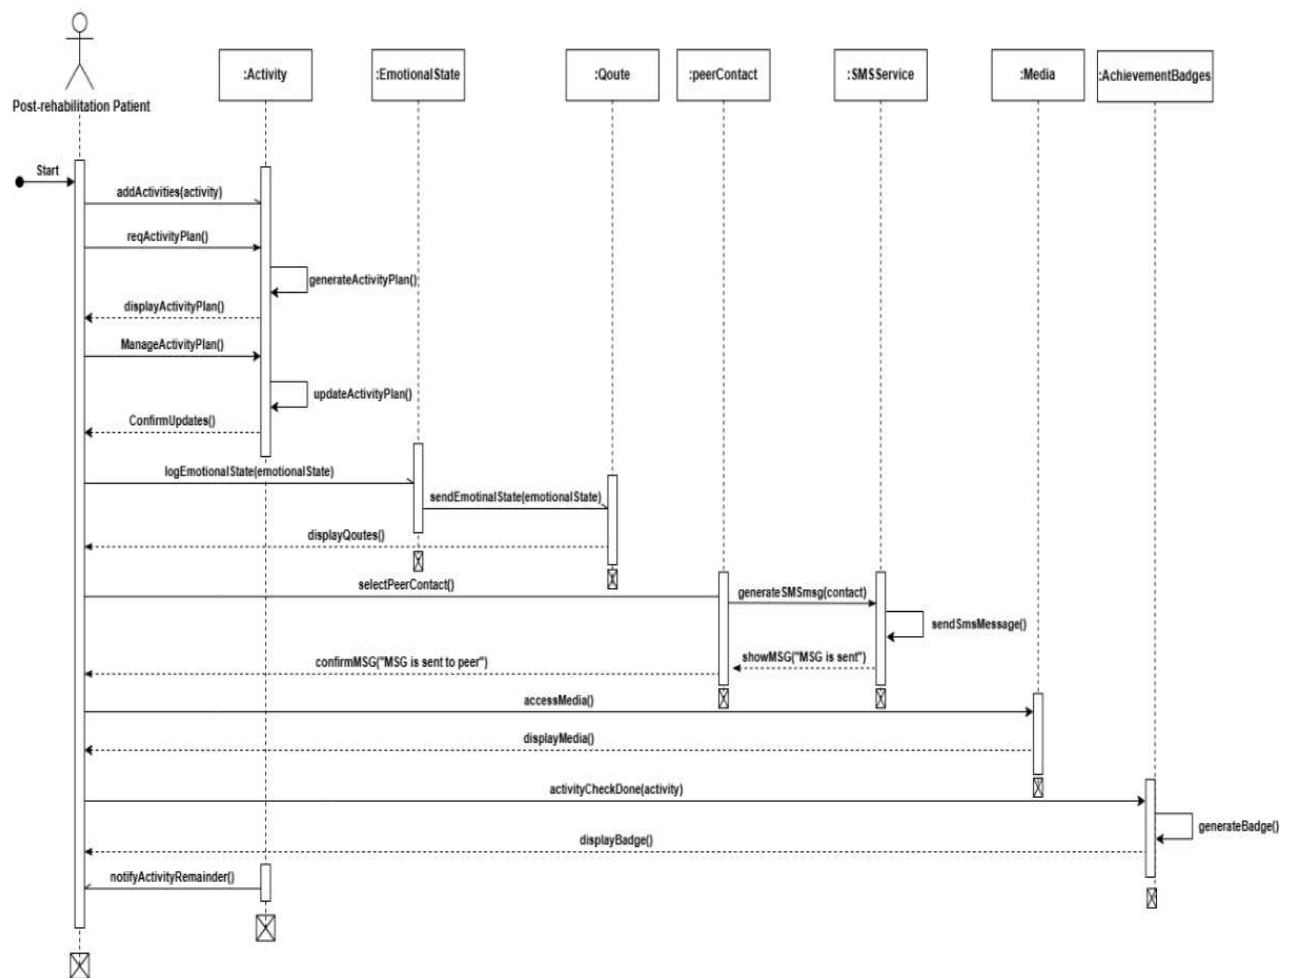 :Activity
:EmotionalState
:Qoute
:peerContact
:SMSService
:Media
:AchievementBadges
Post-rehabilitation Patient
Start
addActivities(activity)
reqActivityPlan()
generateActivityPlan()
displayActivityPlan()
ManageActivityPlan()
updateActivityPlan()
ConfirmUpdates()
logEmotionalState(emotionalState)
sendEmotinalState(emotionalState)
displayQoutes()
selectPeerContact()
generateSMSmsg(contact)
sendSmsMessage()
showMSG("MSG is sent")
confirmMSG("MSG is sent to peer")
accessMedia()
displayMedia()
activityCheckDone(activity)
generateBadge()
displayBadge()
notifyActivityRemainder()